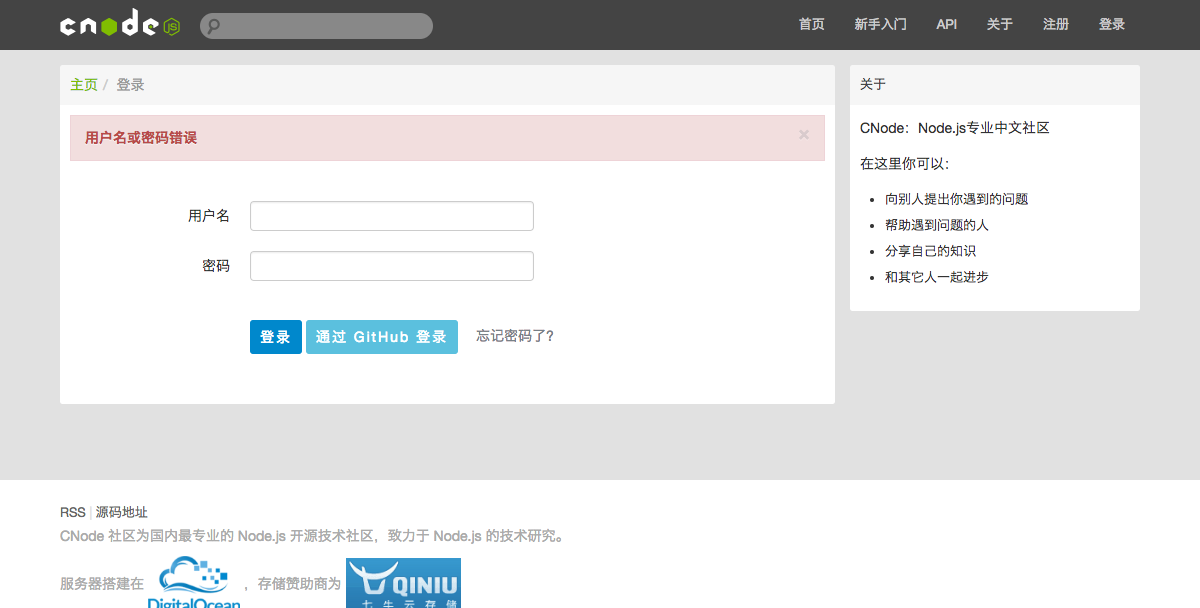 cnode JS
首页 新手入门 API 关于 注册 登录
主页 / 登录
用户名或密码错误 ×
用户名
密码
登录 通过 GitHub 登录 忘记密码了?
关于
CNode：Node.js专业中文社区
在这里你可以：
向别人提出你遇到的问题
帮助遇到问题的人
分享自己的知识
和其它人一起进步
RSS | 源码地址
CNode 社区为国内最专业的 Node.js 开源技术社区，致力于 Node.js 的技术研究。
服务器搭建在 DigitalOcean ，存储赞助商为 QINIU
七牛云存储